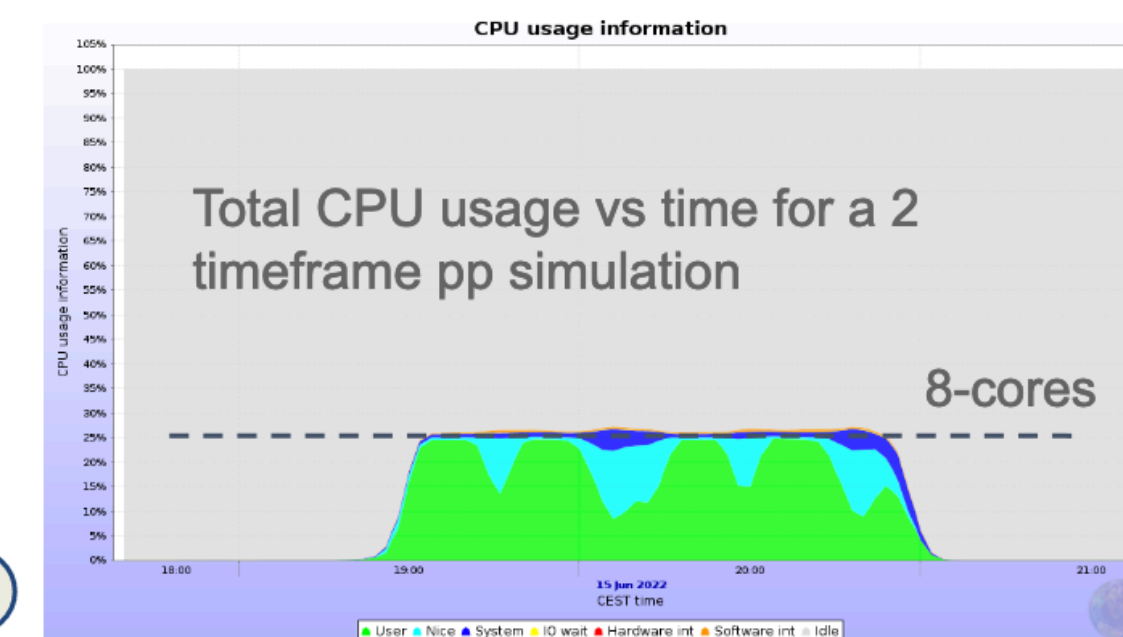 CPU usage information
105%
100%
95%
90%
85%
80%
75%
70%
65%
60%
55%
50%
45%
40%
35%
30%
25%
20%
15%
10%
5%
0%
CPU usage information
Total CPU usage vs time for a 2
timeframe pp simulation
8-cores
18:00 19:00 20:00 21:00
15 Jun 2022
CEST time
User Nice System IO wait Hardware int Software int Idle